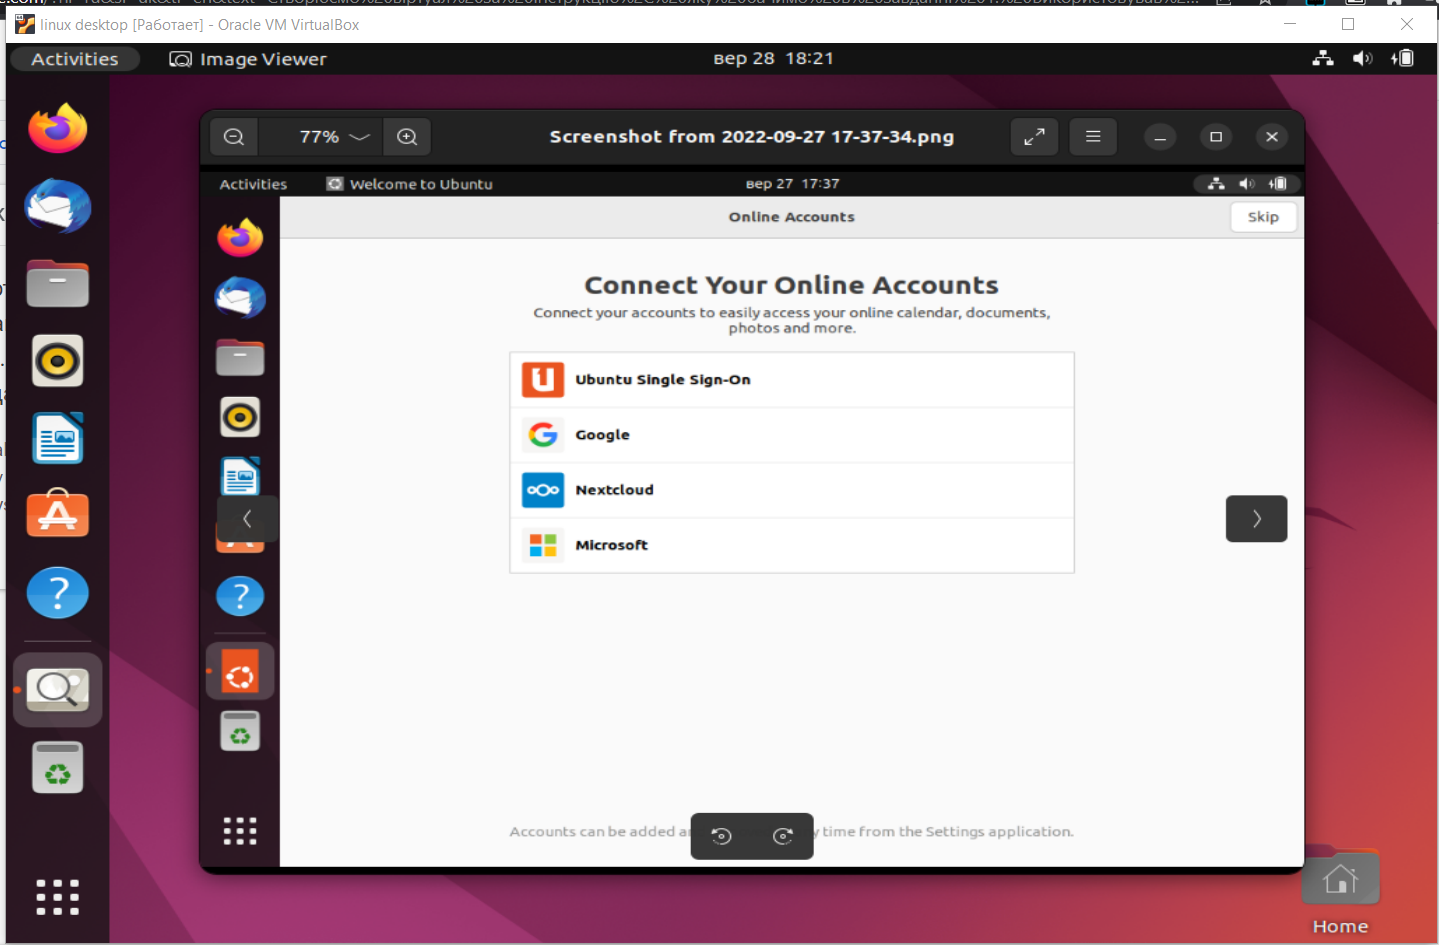 linux desktop [Работает] - Oracle VM VirtualBox
Activities
Image Viewer
вер 28 18:21
77%
Screenshot from 2022-09-27 17-37-34.png
Activities
Welcome to Ubuntu
вер 27 17:37
Online Accounts
Skip
Connect Your Online Accounts
Connect your accounts to easily access your online calendar, documents,
photos and more.
Ubuntu Single Sign-On
Google
Nextcloud
Microsoft
Accounts can be added
time from the Settings application.
Home